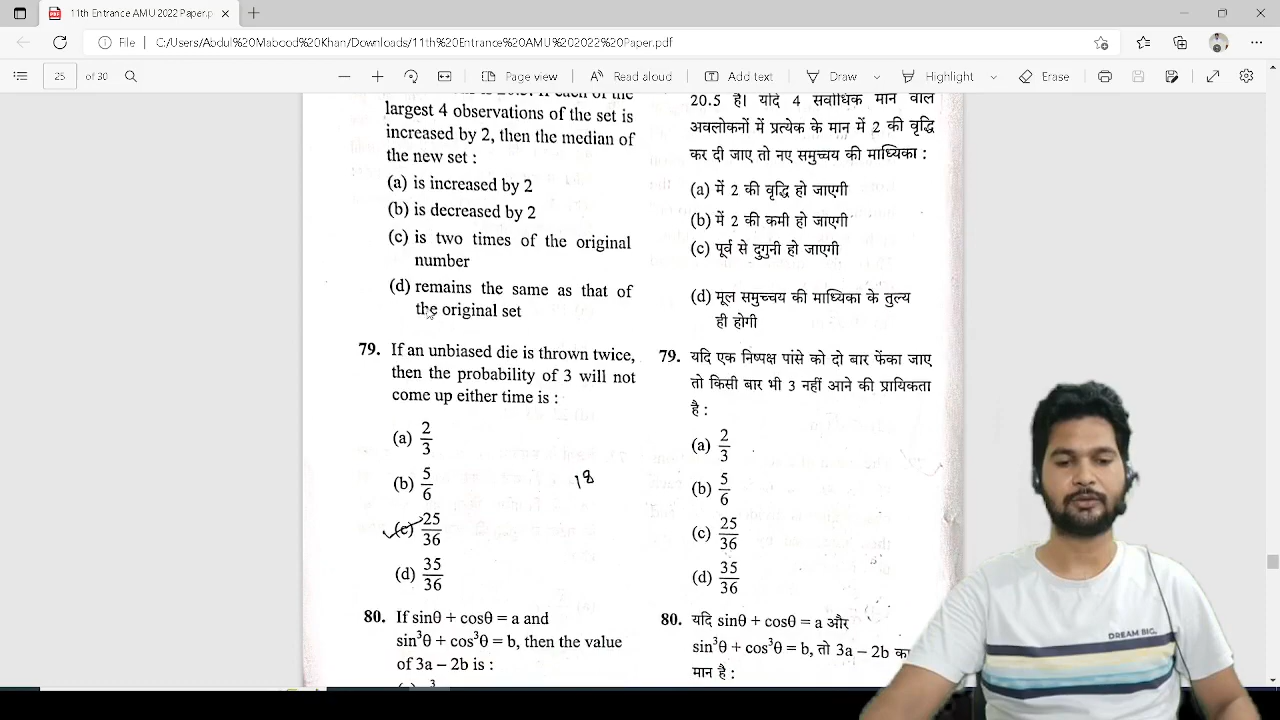 11th Entrance AMU 2022 Paper.p
File C:/Users/Abdul%20Mabood%20Khan/Downloads/11th%20Entrance%20AMU%202022%20Paper.pdf
25 of 30 Page view Read aloud Add text Draw Highlight Erase
each of the
largest 4 observations of the set is
increased by 2, then the median of
the new set :
(a) is increased by 2
(b) is decreased by 2
(c) is two times of the original
number
(d) remains the same as that of
the original set
79. If an unbiased die is thrown twice,
then the probability of 3 will not
come up either time is :
(a) 2/3
(b) 5/6
18
(c) 25/36
(d) 35/36
80. If sinθ + cosθ = a and
sin³θ + cos³θ = b, then the value
of 3a – 2b is :
20.5 है। यदि 4 सर्वाधिक मान वाले
अवलोकनों में प्रत्येक के मान में 2 की वृद्धि
कर दी जाए तो नए समुच्चय की माध्यिका :
(a) में 2 की वृद्धि हो जाएगी
(b) में 2 की कमी हो जाएगी
(c) पूर्व से दुगुनी हो जाएगी
(d) मूल समुच्चय की माध्यिका के तुल्य
ही होगी
79. यदि एक निष्पक्ष पांसे को दो बार फेंका जाए
तो किसी बार भी 3 नहीं आने की प्रायिकता
है :
(a) 2/3
(b) 5/6
(c) 25/36
(d) 35/36
80. यदि sinθ + cosθ = a और
sin³θ + cos³θ = b, तो 3a – 2b
मान है :
DREAM BIG.